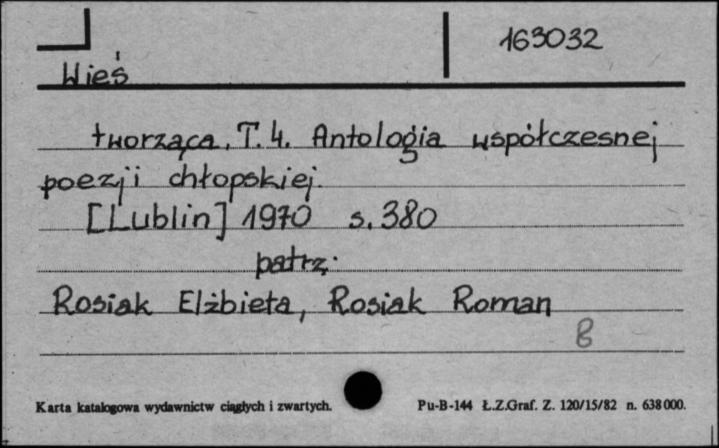 163032
Wieś
tworząca. T. 4. Antologia współczesnej
poezji chłopskiej.
[Lublin] 1970 s. 380
patrz:
Rosiak Elżbieta, Rosiak Roman
B
Karta katalogowa wydawnictw ciągłych i zwartych. Pu-B-144 Ł.Z.Graf. Z. 120/15/82 n. 638000.